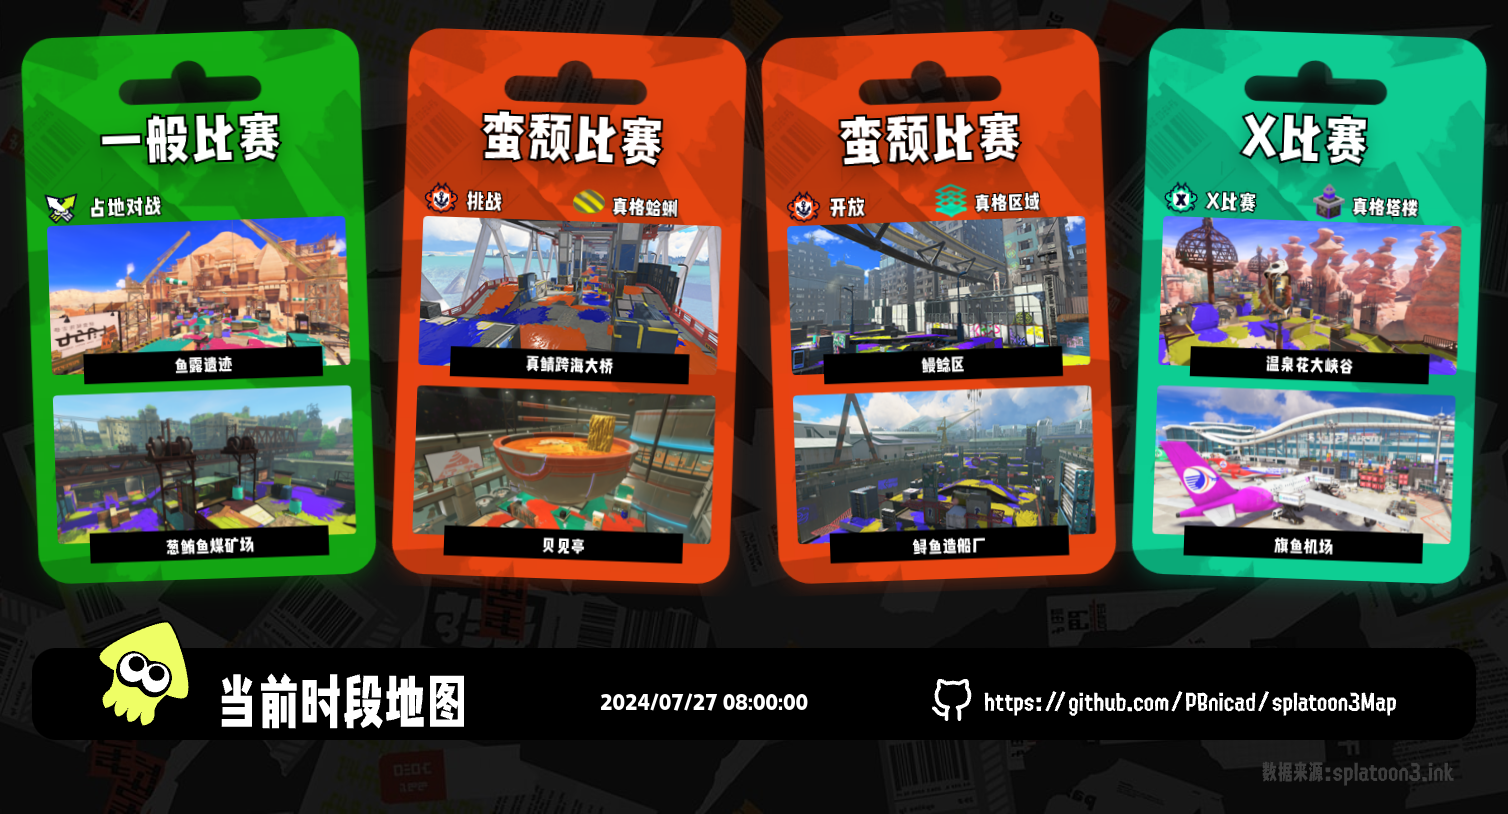 一般比赛
占地对战
鱼露遗迹
葱鲔鱼煤矿场
蛮颓比赛
挑战
真格蛤蜊
真鲭跨海大桥
贝见亭
蛮颓比赛
开放
真格区域
鳗鲶区
鲟鱼造船厂
X比赛
X比赛
真格塔楼
温泉花大峡谷
旗鱼机场
当前时段地图
2024/07/27 08:00:00
https://github.com/PBnicad/splatoon3Map
数据来源:splatoon3.ink